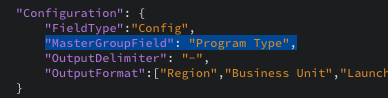 "Configuration": {
"FieldType":"Config",
"MasterGroupField": "Program Type",
"OutputDelimiter": "-",
"OutputFormat":["Region","Business Unit","Launch
}